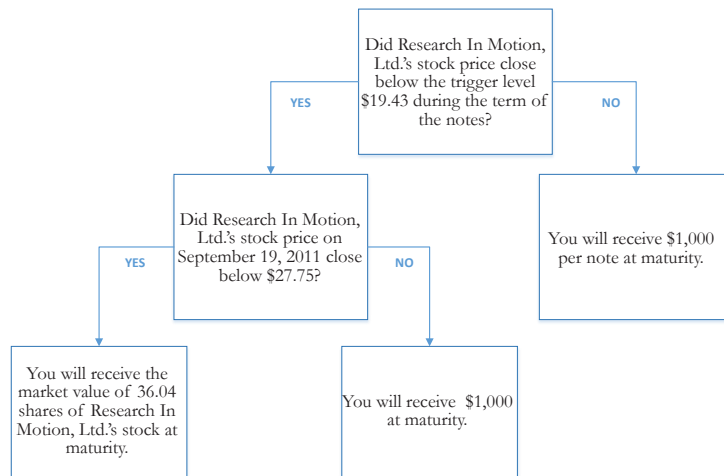 Did Research In Motion,
Ltd.'s stock price close
below the trigger level
$19.43 during the term of
the notes?
YES
NO
Did Research In Motion,
Ltd.'s stock price on
September 19, 2011 close
below $27.75?
You will receive $1,000
per note at maturity.
YES
NO
You will receive the
market value of 36.04
shares of Research In
Motion, Ltd.'s stock at
maturity.
You will receive $1,000
at maturity.